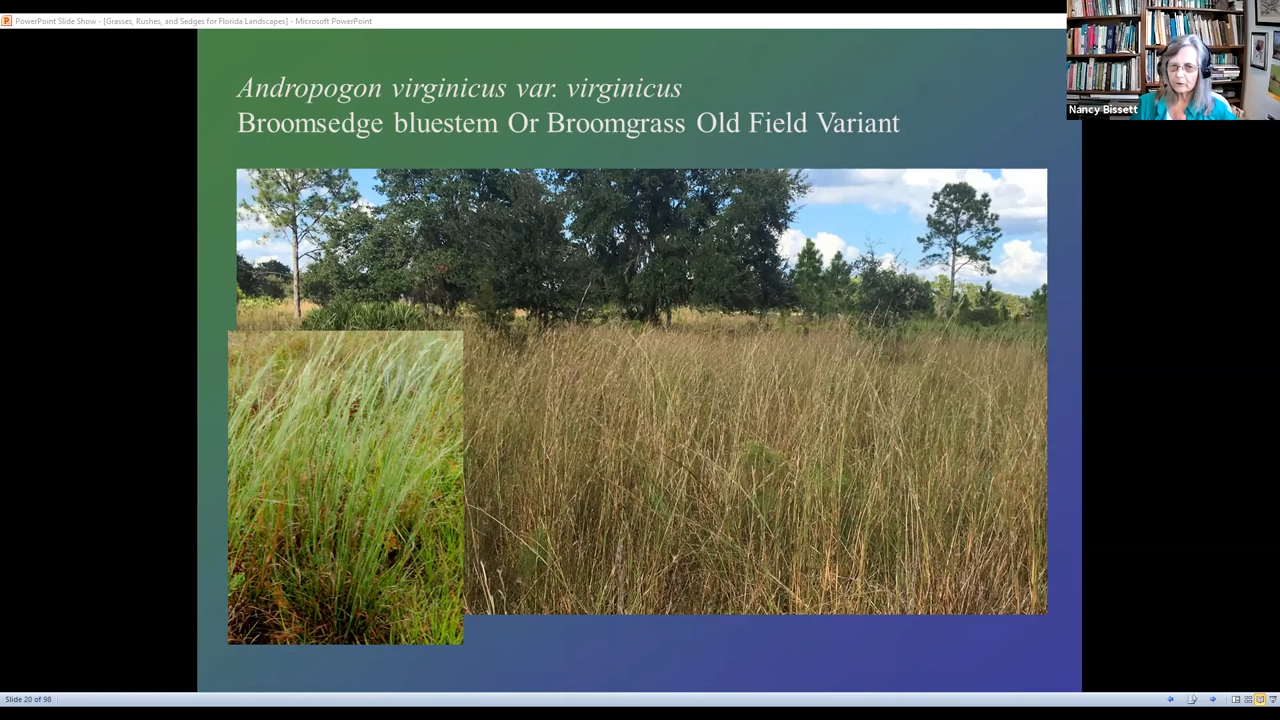 PowerPoint Slide Show - [Grasses, Rushes, and Sedges for Florida Landscapes] - Microsoft PowerPoint
Nancy Bissett
Andropogon virginicus var. virginicus
Broomsedge bluestem Or Broomgrass Old Field Variant
Slide 20 of 98